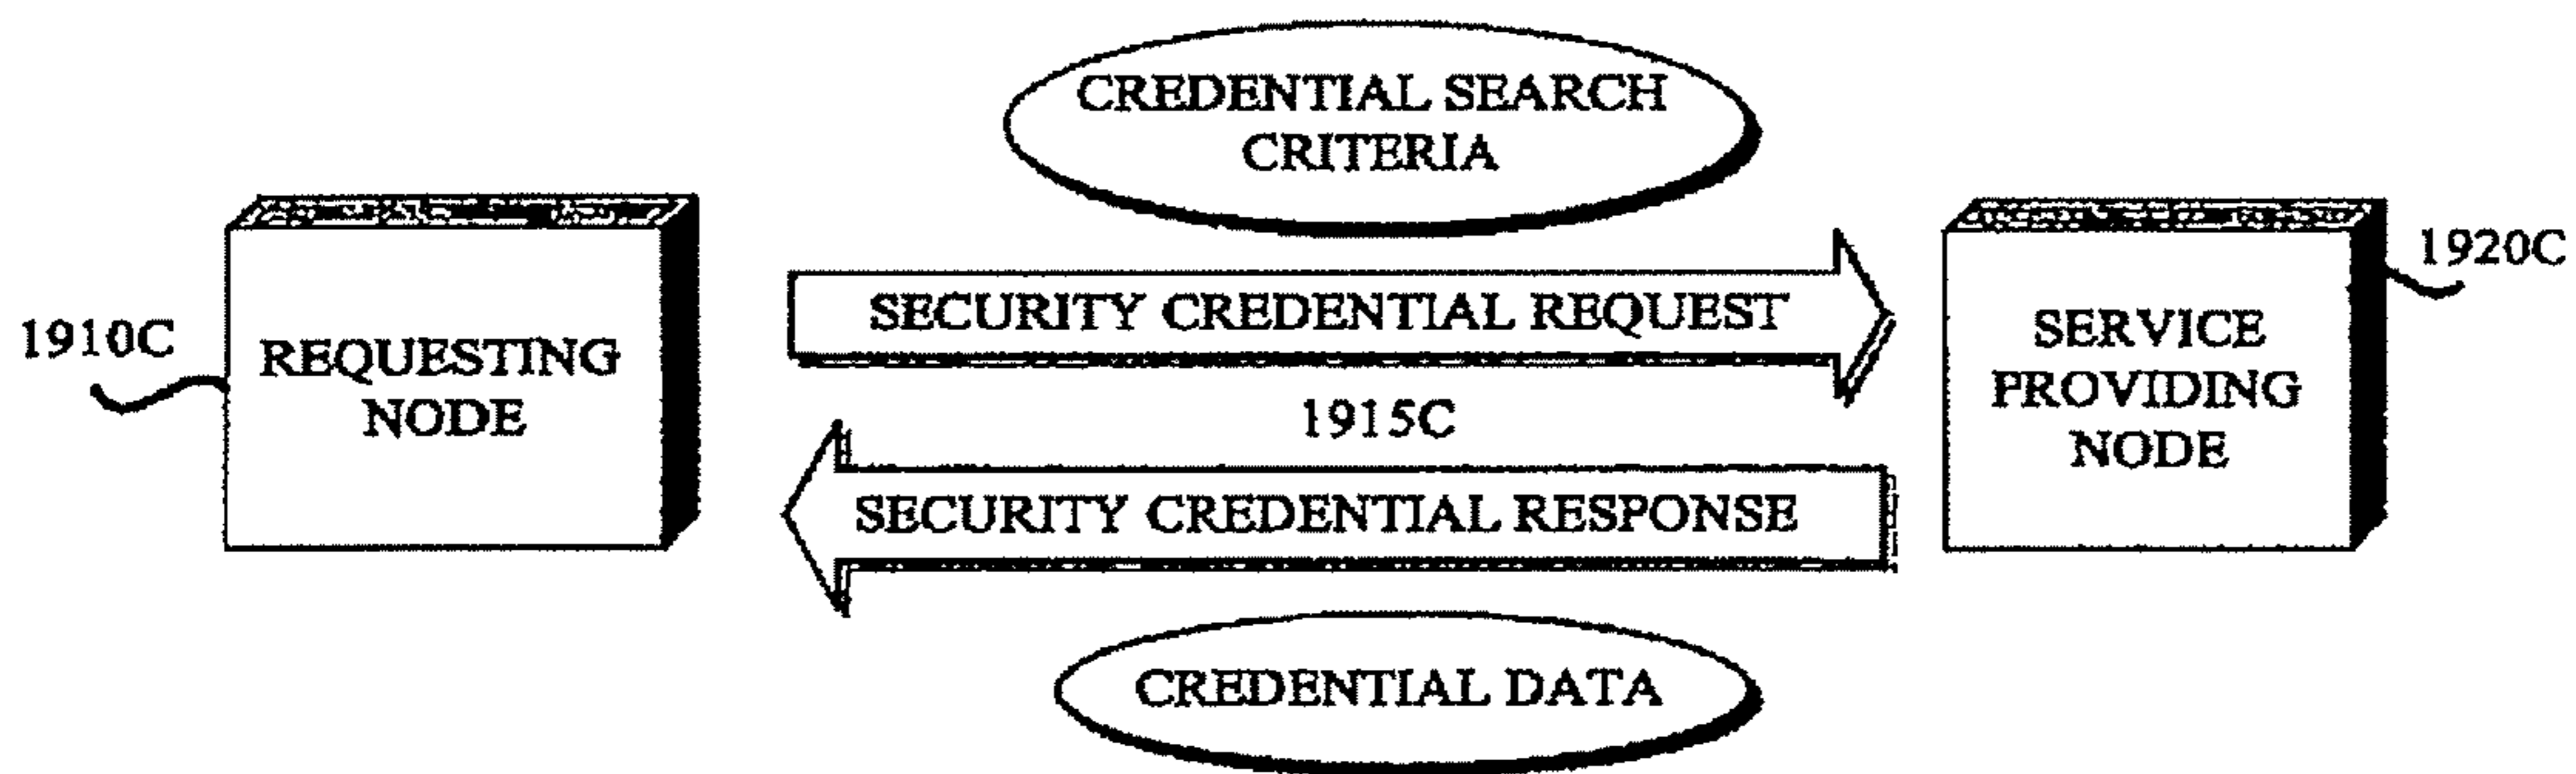 CREDENTIAL SEARCH
CRITERIA
1910C
REQUESTING
NODE
SECURITY CREDENTIAL REQUEST
1915C
SECURITY CREDENTIAL RESPONSE
CREDENTIAL DATA
SERVICE
PROVIDING
NODE
1920C